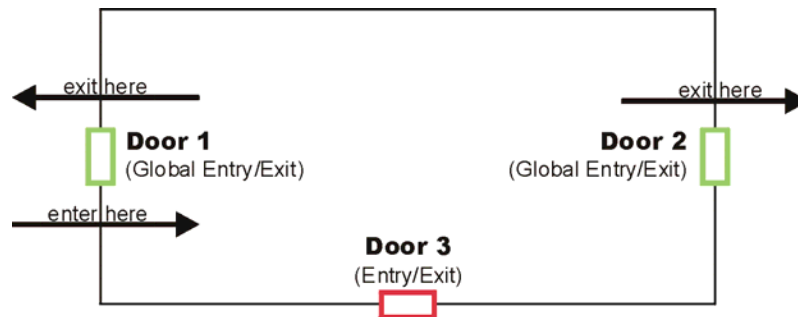 exit here
exit here
Door 1
(Global Entry/Exit)
Door 2
(Global Entry/Exit)
enter here
Door 3
(Entry/Exit)